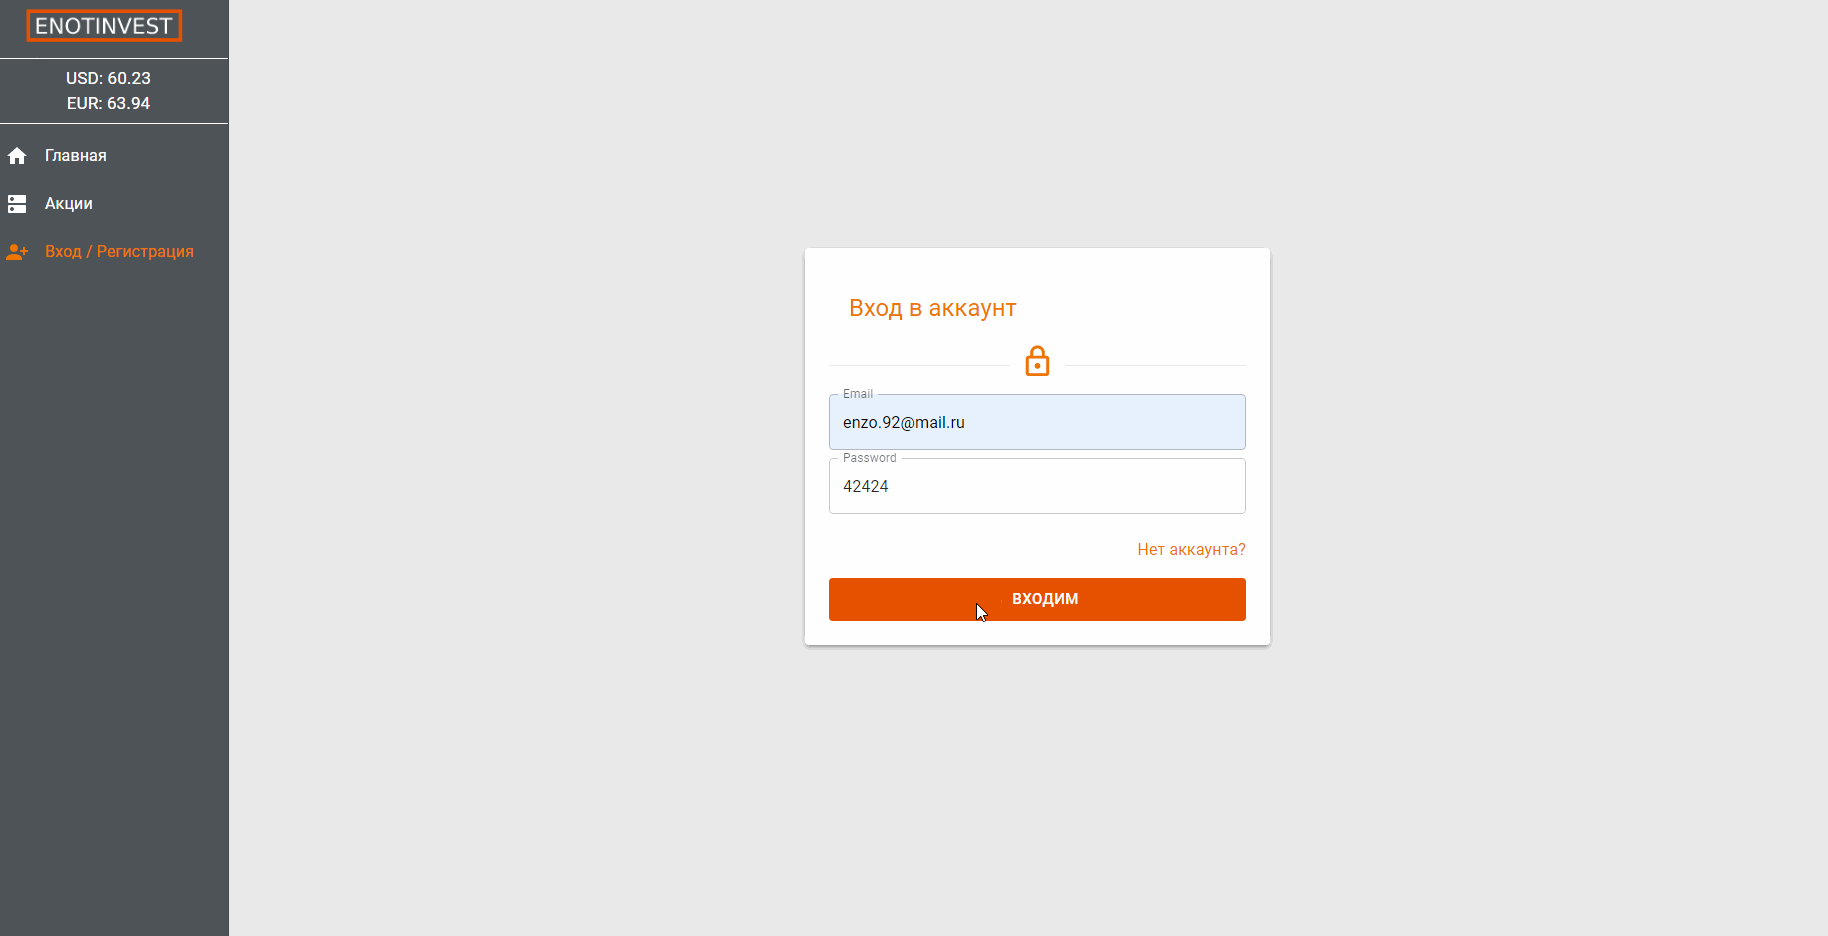 ENOTINVEST
USD: 60.23
EUR: 63.94
Главная
Акции
Вход / Регистрация
Вход в аккаунт
Email
enzo.92@mail.ru
Password
42424
Нет аккаунта?
ВХОДИМ